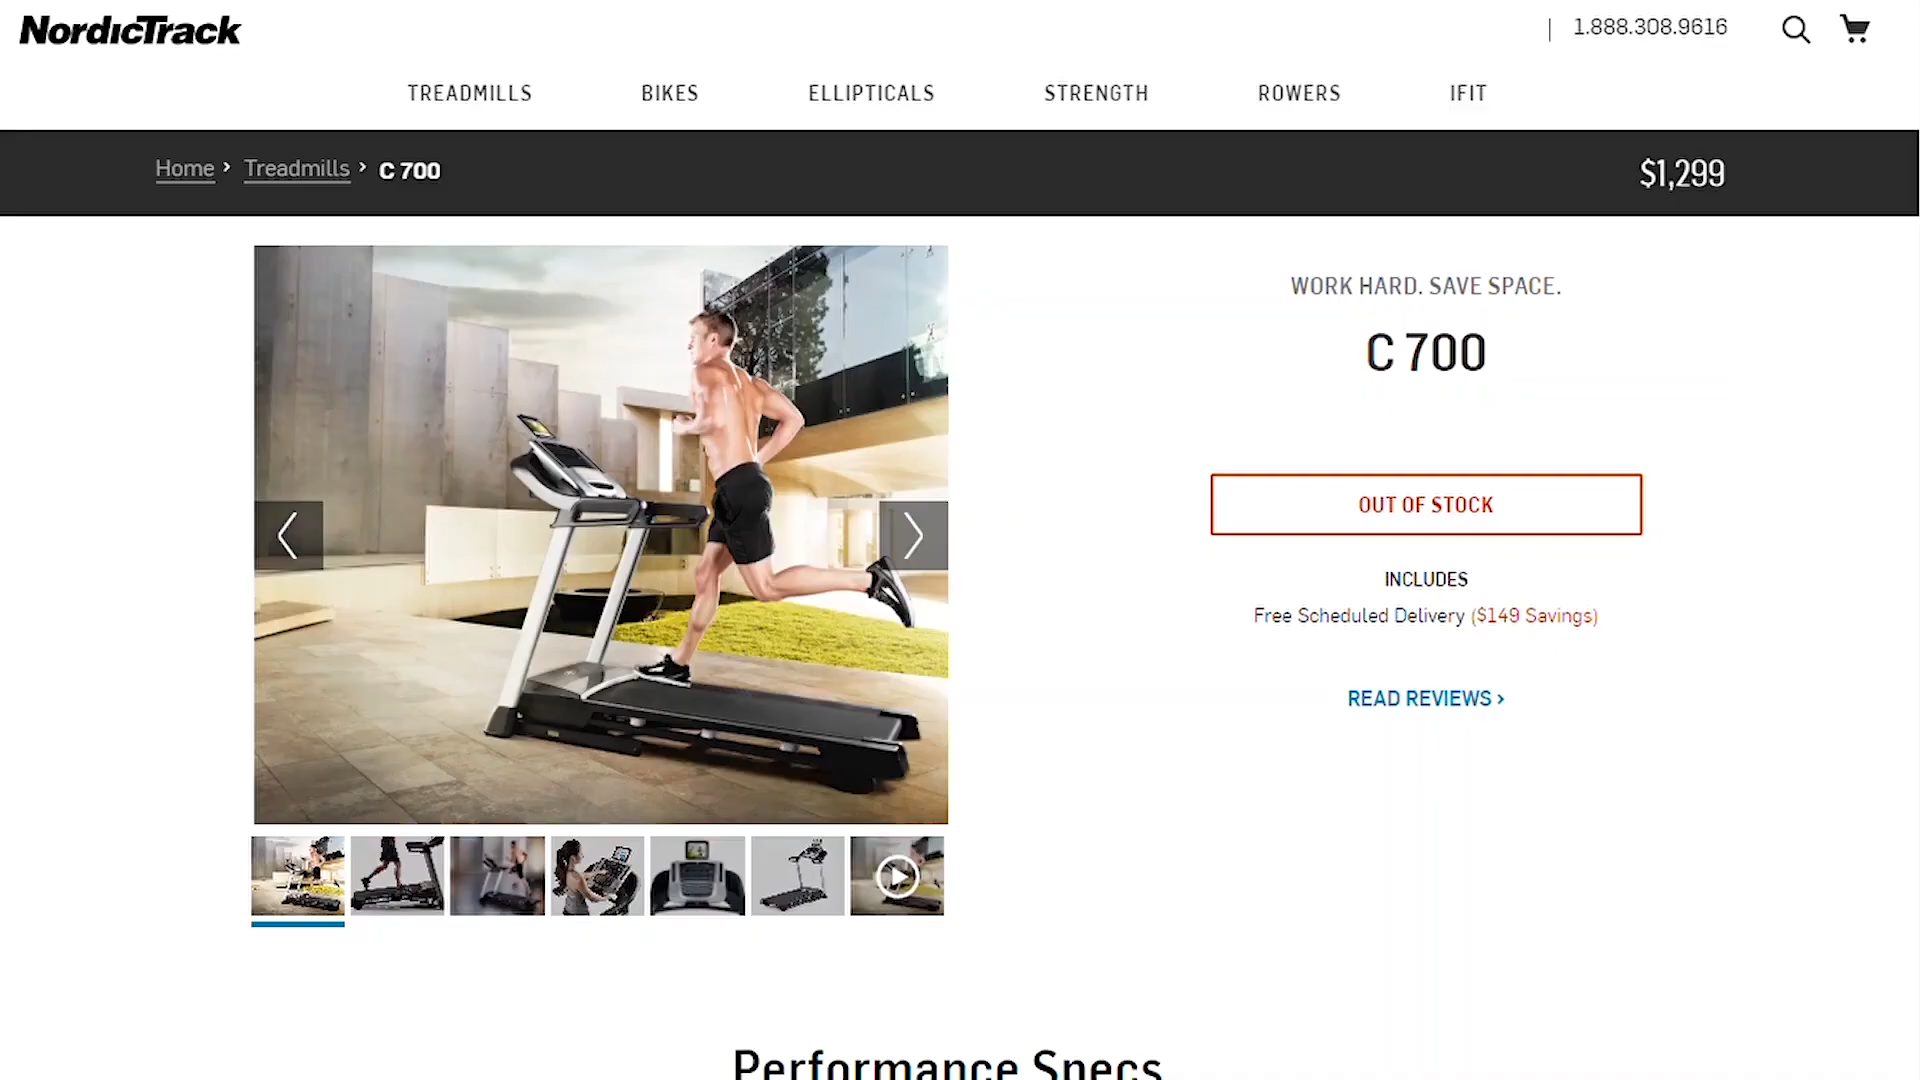 NordicTrack
1.888.308.9616
TREADMILLS BIKES ELLIPTICALS STRENGTH ROWERS IFIT
Home › Treadmills › C 700
$1,299
WORK HARD. SAVE SPACE.
C 700
OUT OF STOCK
INCLUDES
Free Scheduled Delivery ($149 Savings)
READ REVIEWS ›
Performance Specs